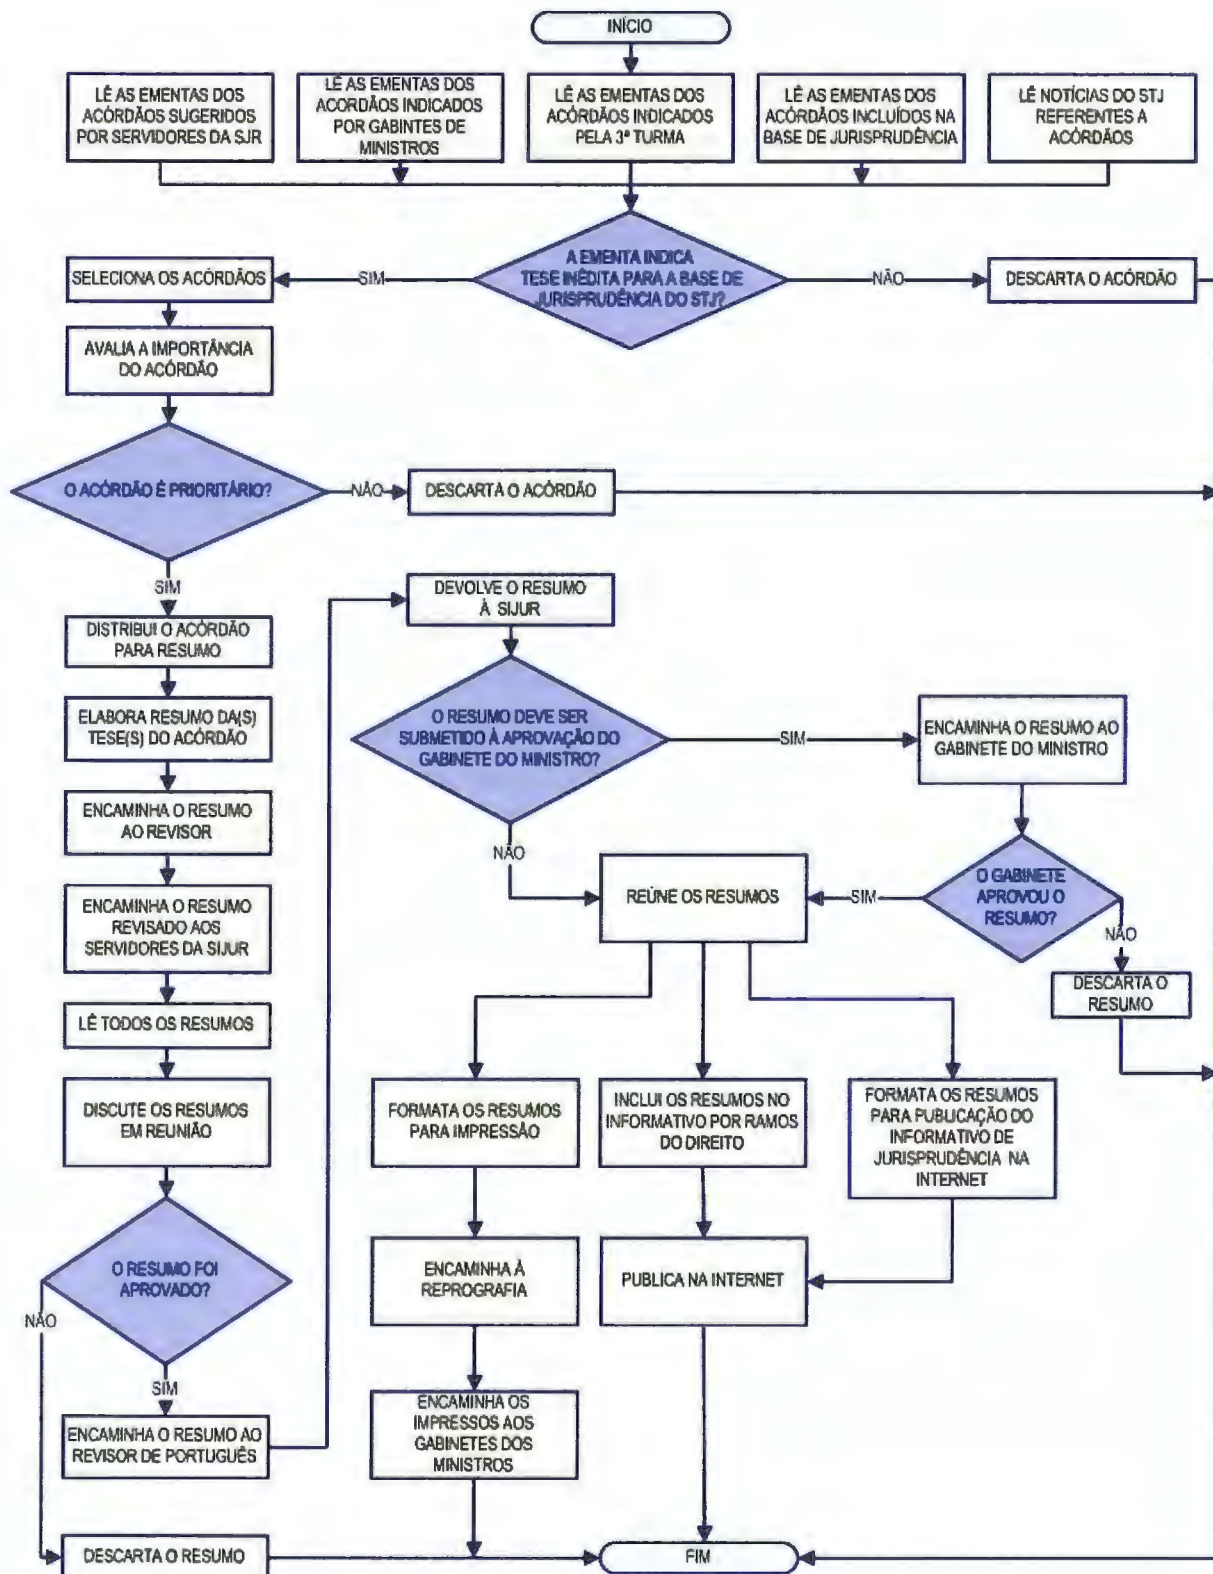 INÍCIO
LÊ AS EMENTAS DOS
ACÓRDÃOS SUGERIDOS
POR SERVIDORES DA SJR
LÊ AS EMENTAS DOS
ACORDÃOS INDICADOS
POR GABINTES DE
MINISTROS
LÊ AS EMENTAS DOS
ACÓRDÃOS INDICADOS
PELA 3ª TURMA
LÊ AS EMENTAS DOS
ACÓRDÃOS INCLUÍDOS NA
BASE DE JURISPRUDÊNCIA
LÊ NOTÍCIAS DO STJ
REFERENTES A
ACÓRDÃOS
A EMENTA INDICA
TESE INÉDITA PARA A BASE DE
JURISPRUDÊNCIA DO STJ?
SIM
NÃO
SELECIONA OS ACÓRDÃOS
DESCARTA O ACÓRDÃO
AVALIA A IMPORTÂNCIA
DO ACÓRDÃO
O ACÓRDÃO É PRIORITÁRIO?
NÃO
DESCARTA O ACÓRDÃO
SIM
DISTRIBUI O ACÓRDÃO
PARA RESUMO
ELABORA RESUMO DA(S)
TESE(S) DO ACÓRDÃO
ENCAMINHA O RESUMO
AO REVISOR
ENCAMINHA O RESUMO
REVISADO AOS
SERVIDORES DA SIJUR
LÊ TODOS OS RESUMOS
DISCUTE OS RESUMOS
EM REUNIÃO
O RESUMO FOI
APROVADO?
NÃO
SIM
ENCAMINHA O RESUMO AO
REVISOR DE PORTUGUÊS
DESCARTA O RESUMO
DEVOLVE O RESUMO
À SIJUR
O RESUMO DEVE SER
SUBMETIDO À APROVAÇÃO DO
GABINETE DO MINISTRO?
SIM
NÃO
ENCAMINHA O RESUMO AO
GABINETE DO MINISTRO
O GABINETE
APROVOU O
RESUMO?
SIM
NÃO
DESCARTA O
RESUMO
REÚNE OS RESUMOS
FORMATA OS RESUMOS
PARA IMPRESSÃO
INCLUI OS RESUMOS NO
INFORMATIVO POR RAMOS
DO DIREITO
FORMATA OS RESUMOS
PARA PUBLICAÇÃO DO
INFORMATIVO DE
JURISPRUDÊNCIA NA
INTERNET
ENCAMINHA À
REPROGRAFIA
PUBLICA NA INTERNET
ENCAMINHA OS
IMPRESSOS AOS
GABINETES DOS
MINISTROS
FIM